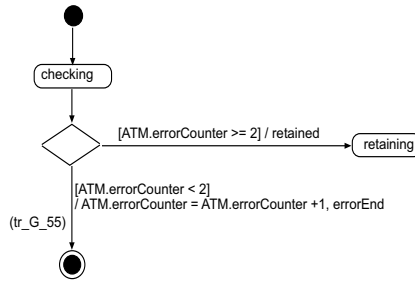 checking
[ATM.errorCounter >= 2] / retained
retaining
[ATM.errorCounter < 2]
/ ATM.errorCounter = ATM.errorCounter +1, errorEnd
(tr_G_55)